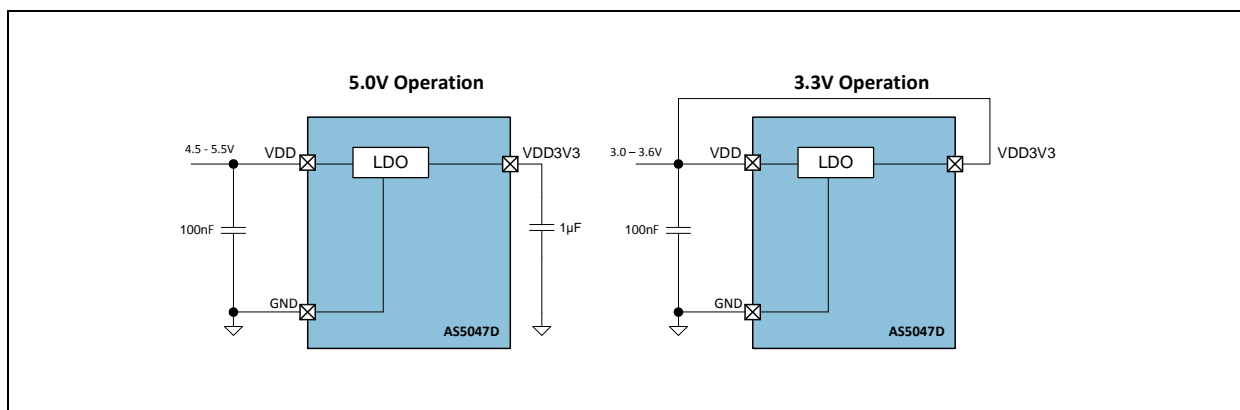 5.0V Operation
3.3V Operation
4.5 - 5.5V
VDD
LDO
VDD3V3
100nF
1µF
GND
AS5047D
3.0 – 3.6V
VDD
LDO
VDD3V3
100nF
GND
AS5047D